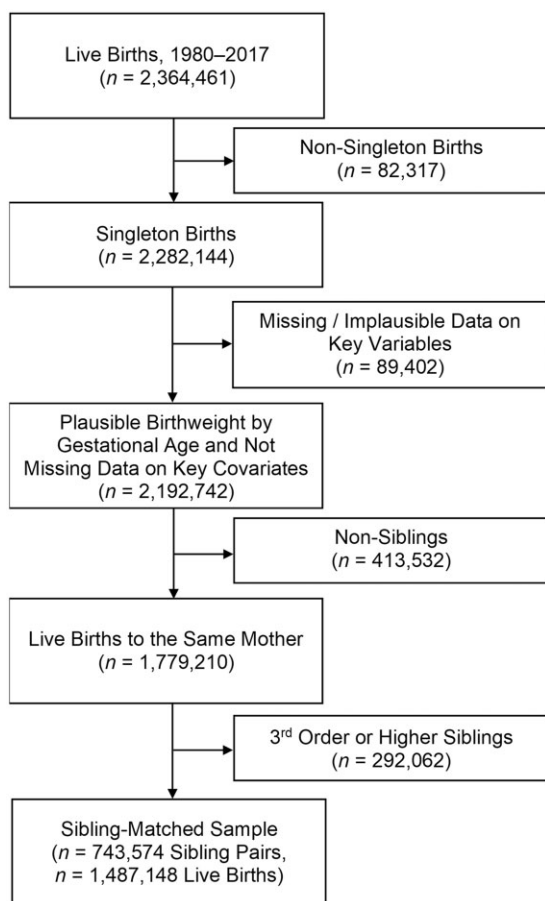 Live Births, 1980–2017
(n = 2,364,461)
Non-Singleton Births
(n = 82,317)
Singleton Births
(n = 2,282,144)
Missing / Implausible Data on
Key Variables
(n = 89,402)
Plausible Birthweight by
Gestational Age and Not
Missing Data on Key Covariates
(n = 2,192,742)
Non-Siblings
(n = 413,532)
Live Births to the Same Mother
(n = 1,779,210)
3rd Order or Higher Siblings
(n = 292,062)
Sibling-Matched Sample
(n = 743,574 Sibling Pairs,
n = 1,487,148 Live Births)